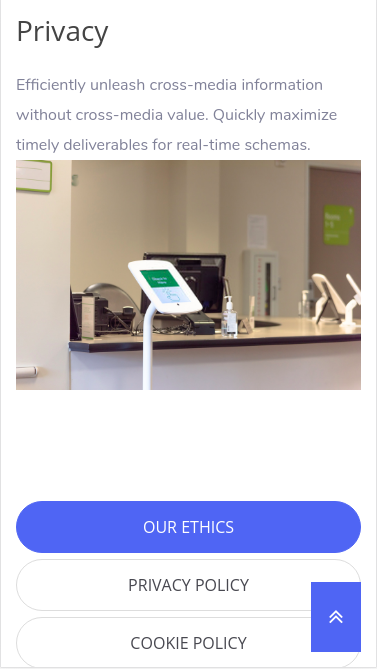 Privacy
Efficiently unleash cross-media information
without cross-media value. Quickly maximize
timely deliverables for real-time schemas.
OUR ETHICS
PRIVACY POLICY
COOKIE POLICY